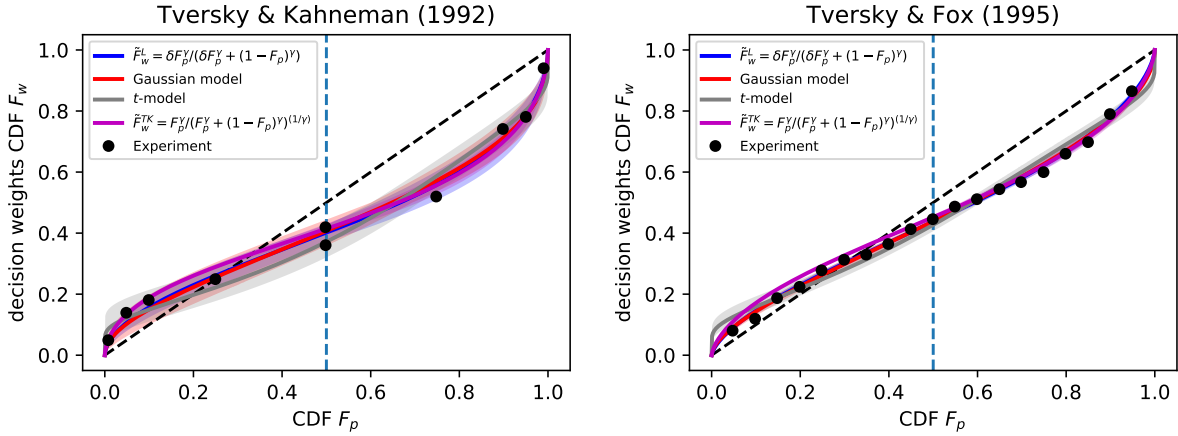 Tversky & Kahneman (1992)
F̃_w^L = δF_p^γ/(δF_p^γ + (1 − F_p)^γ)
Gaussian model
t-model
F̃_w^TK = F_p^γ/(F_p^γ + (1 − F_p)^γ)^(1/γ)
Experiment
decision weights CDF F_w
1.0
0.8
0.6
0.4
0.2
0.0
0.0 0.2 0.4 0.6 0.8 1.0
CDF F_p
Tversky & Fox (1995)
F̃_w^L = δF_p^γ/(δF_p^γ + (1 − F_p)^γ)
Gaussian model
t-model
F̃_w^TK = F_p^γ/(F_p^γ + (1 − F_p)^γ)^(1/γ)
Experiment
decision weights CDF F_w
1.0
0.8
0.6
0.4
0.2
0.0
0.0 0.2 0.4 0.6 0.8 1.0
CDF F_p